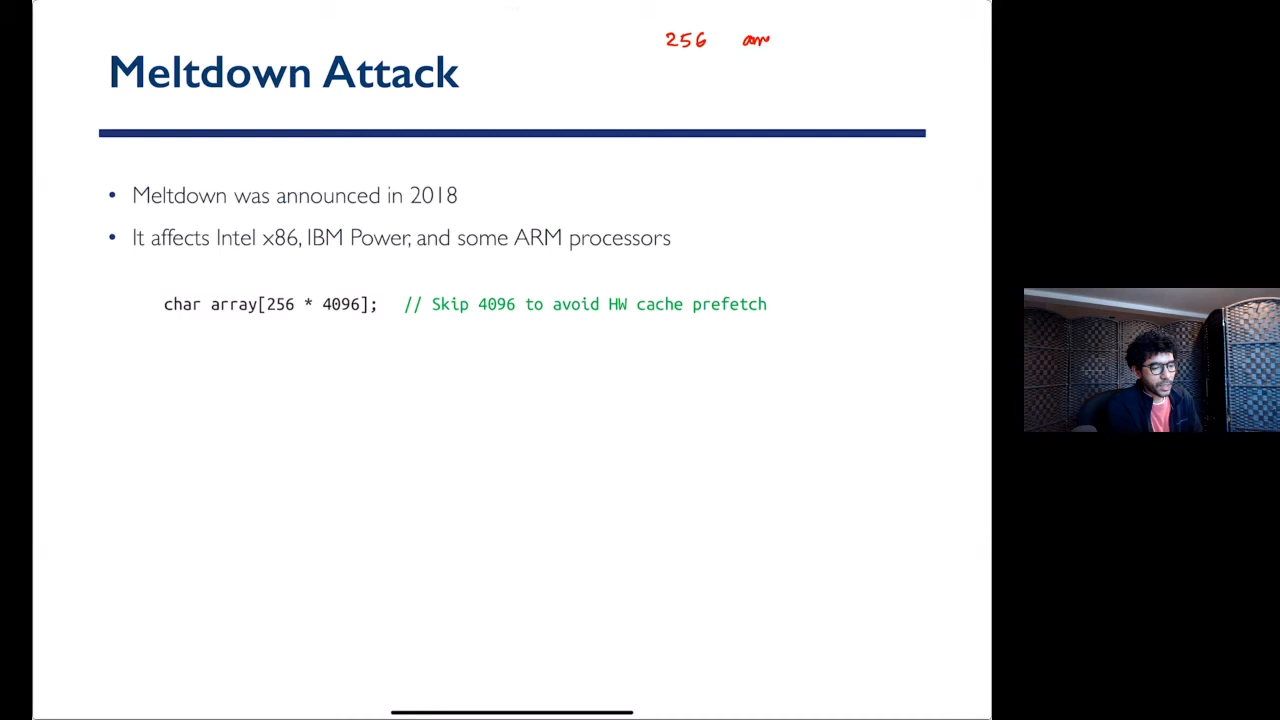 256
Meltdown Attack
• Meltdown was announced in 2018
• It affects Intel x86, IBM Power, and some ARM processors
char array[256 * 4096]; // Skip 4096 to avoid HW cache prefetch